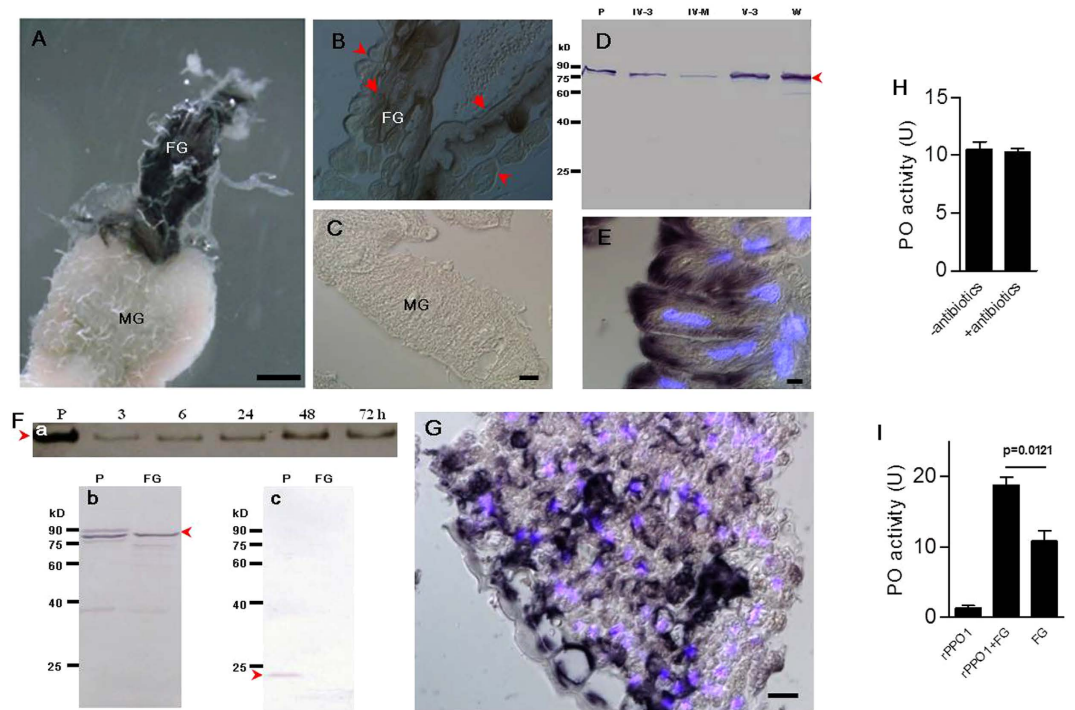 A
FG
MG
B
FG
C
MG
P IV-3 IV-M V-3 W
D
kD
90
75
60
40
25
E
H
PO activity (U)
15
10
5
0
-antibiotics
+antibiotics
F
P 3 6 24 48 72 h
a
P FG
b
kD
90
75
60
40
25
P FG
c
kD
90
75
60
40
25
G
I
p=0.0121
PO activity (U)
20
10
0
rPPO1
rPPO1+FG
FG